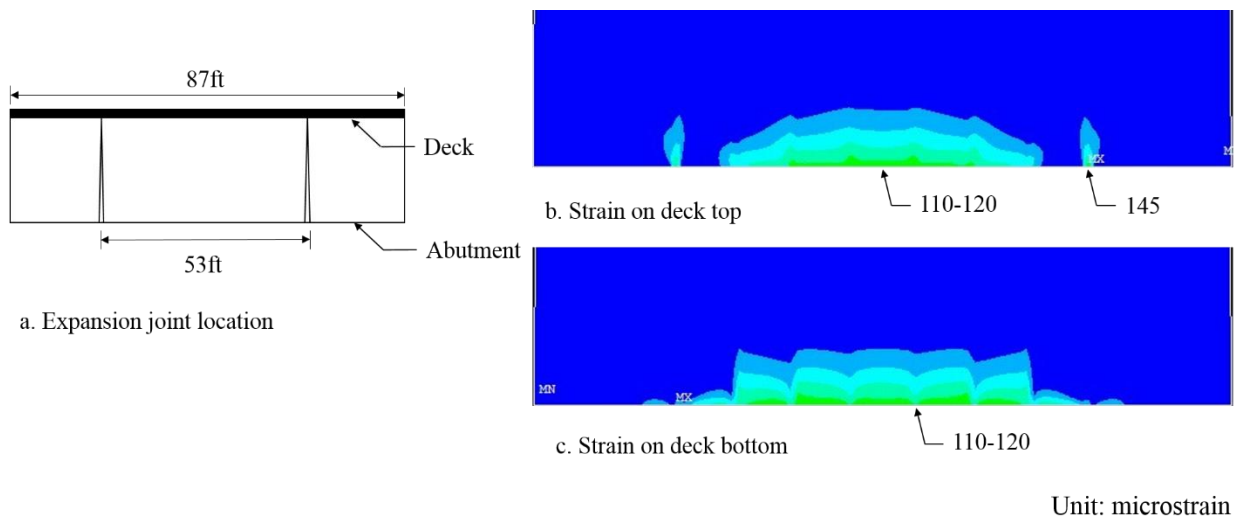 87ft
Deck
Abutment
53ft
a. Expansion joint location
MX
110-120
145
b. Strain on deck top
MN
MX
110-120
c. Strain on deck bottom
Unit: microstrain